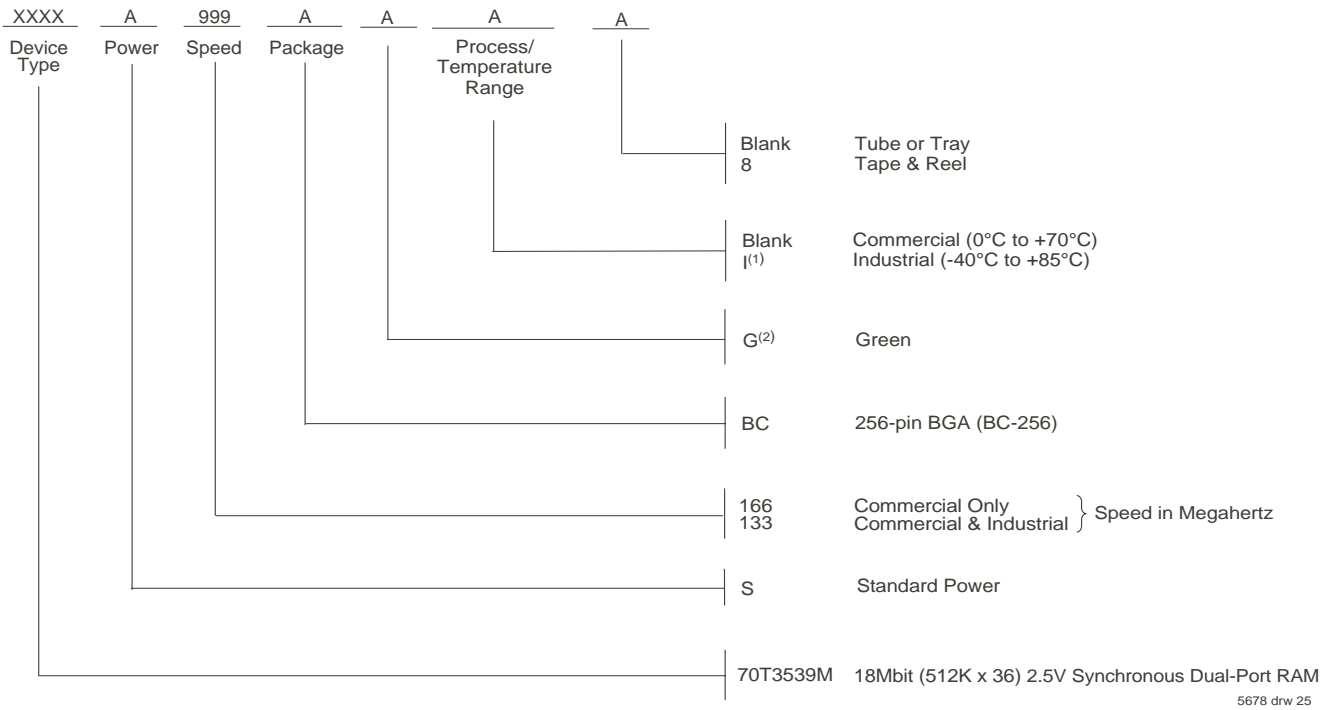 XXXX A 999 A A A A
Device Type Power Speed Package Process/ Temperature Range
Blank Tube or Tray
8 Tape & Reel
Blank Commercial (0°C to +70°C)
I(1) Industrial (-40°C to +85°C)
G(2) Green
BC 256-pin BGA (BC-256)
166 Commercial Only
133 Commercial & Industrial
Speed in Megahertz
S Standard Power
70T3539M 18Mbit (512K x 36) 2.5V Synchronous Dual-Port RAM
5678 drw 25